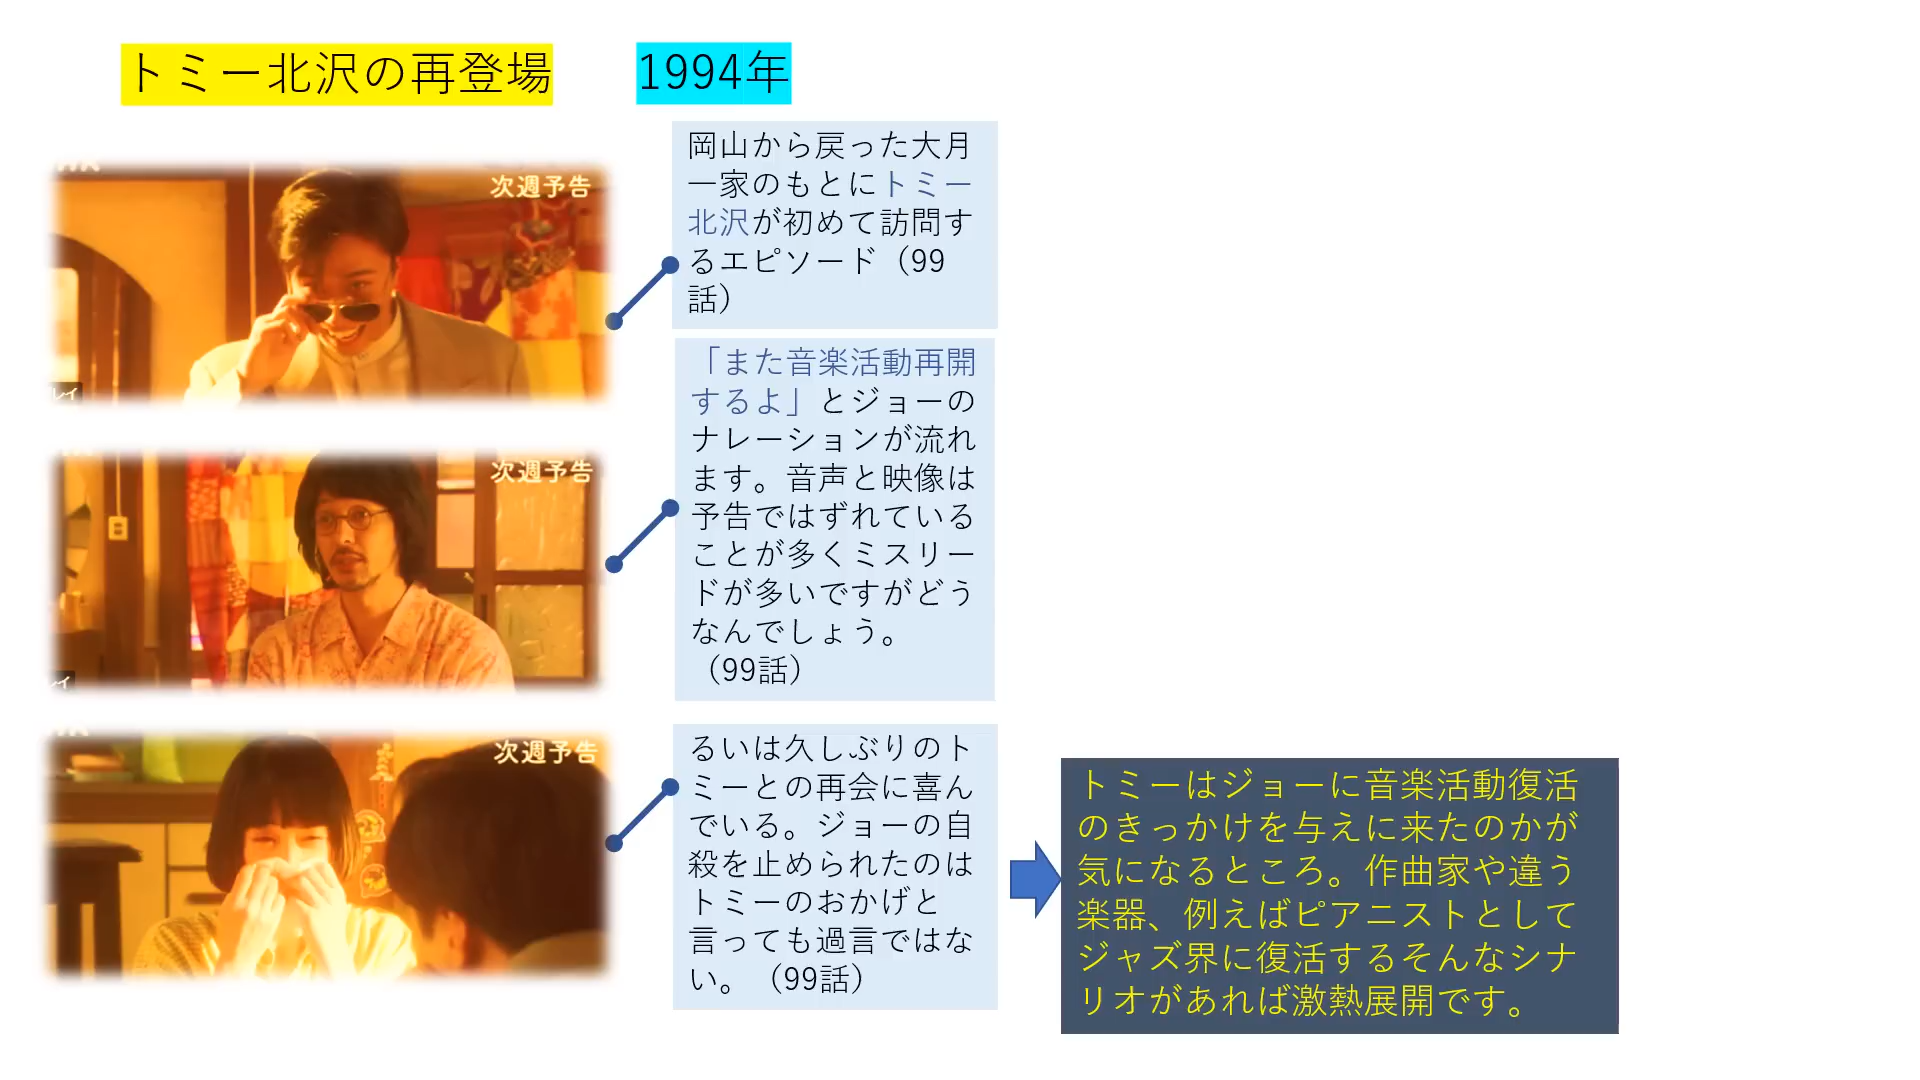 トミー北沢の再登場
1994年
次週予告
岡山から戻った大月
一家のもとにトミー
北沢が初めて訪問す
るエピソード（99
話）
レイ
次週予告
「また音楽活動再開
するよ」とジョーの
ナレーションが流れ
ます。音声と映像は
予告ではずれている
ことが多くミスリー
ドが多いですがどう
なんでしょう。
（99話）
次週予告
るいは久しぶりのト
ミーとの再会に喜ん
でいる。ジョーの自
殺を止められたのは
トミーのおかげと
言っても過言ではな
い。（99話）
トミーはジョーに音楽活動復活
のきっかけを与えに来たのかが
気になるところ。作曲家や違う
楽器、例えばピアニストとして
ジャズ界に復活するそんなシナ
リオがあれば激熱展開です。